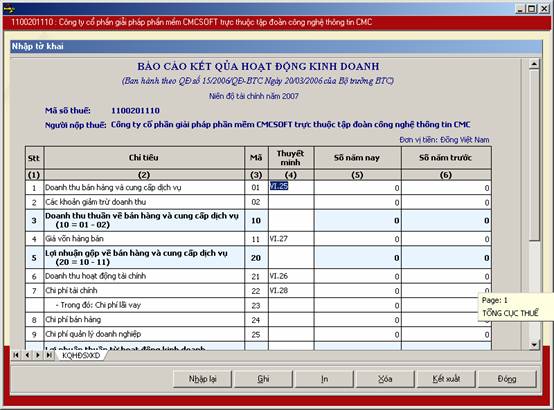 1100201110 : Công ty cổ phần giải pháp phần mềm CMCSOFT trực thuộc tập đoàn công nghệ thông tin CMC
Nhập tờ khai
BÁO CÁO KẾT QỦA HOẠT ĐỘNG KINH DOANH
(Ban hành theo QĐ số 15/2006/QĐ-BTC Ngày 20/03/2006 của Bộ trưởng BTC)
Niên độ tài chính năm 2007
Mã số thuế: 1100201110
Người nộp thuế: Công ty cổ phần giải pháp phần mềm CMCSOFT trực thuộc tập đoàn công nghệ thông tin CMC
Đơn vị tiền: Đồng Việt Nam
Stt Chỉ tiêu Mã Thuyết minh Số năm nay Số năm trước
(1) (2) (3) (4) (5) (6)
1 Doanh thu bán hàng và cung cấp dịch vụ 01 VI.25 0 0
2 Các khoản giảm trừ doanh thu 02 0 0
3 Doanh thu thuần về bán hàng và cung cấp dịch vụ 10 0 0
(10 = 01 - 02)
4 Giá vốn hàng bán 11 VI.27 0 0
5 Lợi nhuận gộp về bán hàng và cung cấp dịch vụ 20 0 0
(20 = 10 - 11)
6 Doanh thu hoạt động tài chính 21 VI.26 0 0
7 Chi phí tài chính 22 VI.28 0 0
- Trong đó: Chi phí lãi vay 23 0
8 Chi phí bán hàng 24 0 0
9 Chi phí quản lý doanh nghiệp 25 0 0
Lợi nhuận thuần từ hoạt động kinh doanh
Page: 1
TỔNG CỤC THUẾ
KQHĐSXKD
Nhập lại Ghi In Xóa Kết xuất Đóng